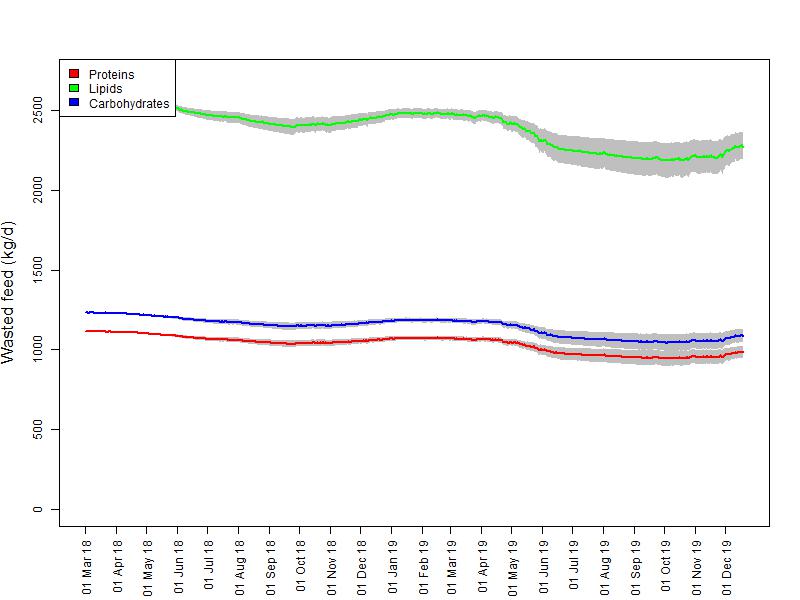 Proteins
Lipids
Carbohydrates
Wasted feed (kg/d)
2500
2000
1500
1000
500
0
01 Mar 18
01 Apr 18
01 May 18
01 Jun 18
01 Jul 18
01 Aug 18
01 Sep 18
01 Oct 18
01 Nov 18
01 Dec 18
01 Jan 19
01 Feb 19
01 Mar 19
01 Apr 19
01 May 19
01 Jun 19
01 Jul 19
01 Aug 19
01 Sep 19
01 Oct 19
01 Nov 19
01 Dec 19